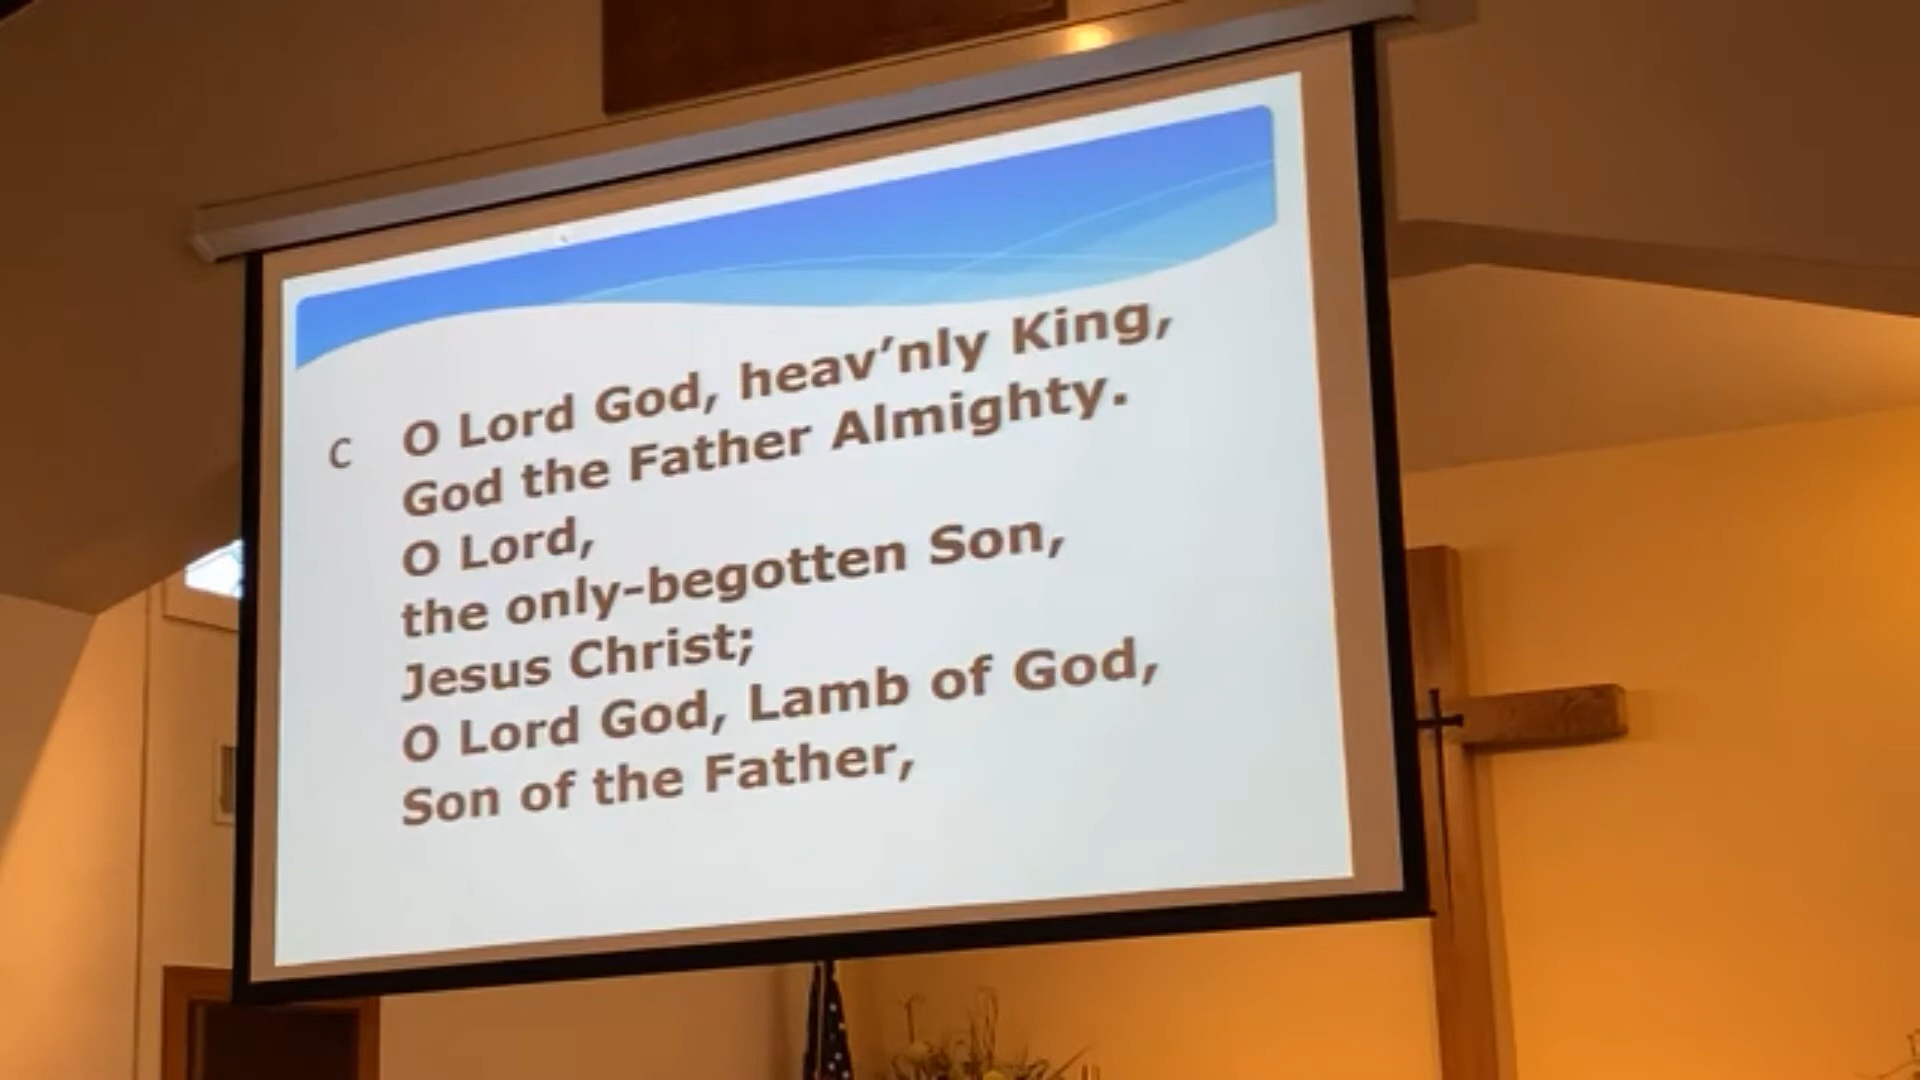 C O Lord God, heav’nly King,
God the Father Almighty.
O Lord,
the only-begotten Son,
Jesus Christ;
O Lord God, Lamb of God,
Son of the Father,